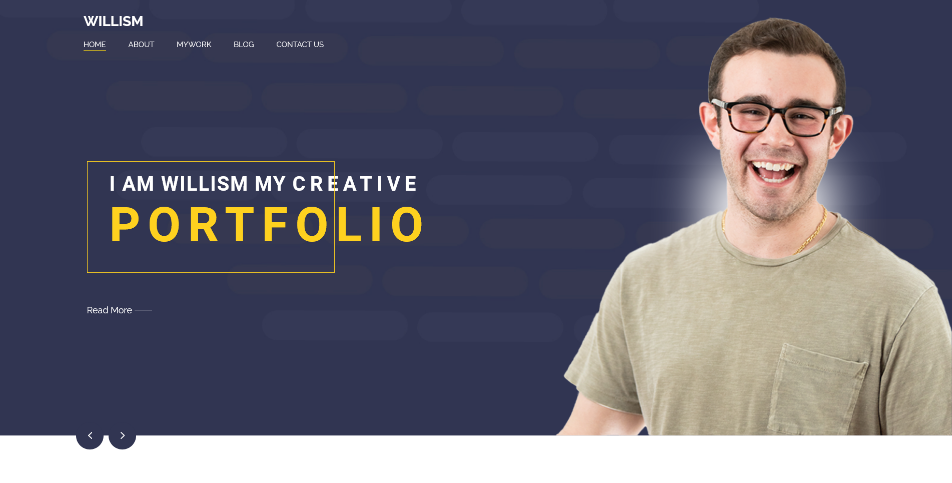 WILLISM
HOME ABOUT MYWORK BLOG CONTACT US
I AM WILLISM MY CREATIVE
PORTFOLIO
Read More